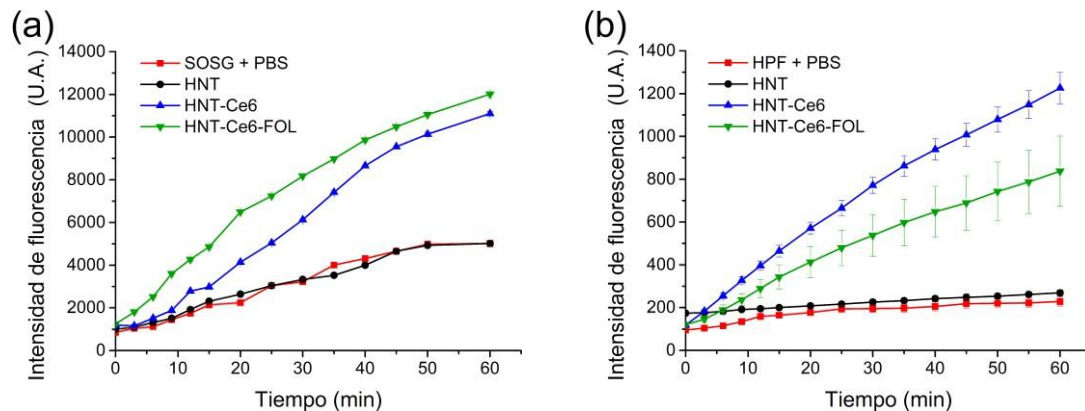 (a)
Intensidad de fluorescencia (U.A.)
14000
12000
10000
8000
6000
4000
2000
0
SOSG + PBS
HNT
HNT-Ce6
HNT-Ce6-FOL
0 10 20 30 40 50 60
Tiempo (min)
(b)
Intensidad de fluorescencia (U.A.)
1400
1200
1000
800
600
400
200
0
HPF + PBS
HNT
HNT-Ce6
HNT-Ce6-FOL
0 10 20 30 40 50 60
Tiempo (min)